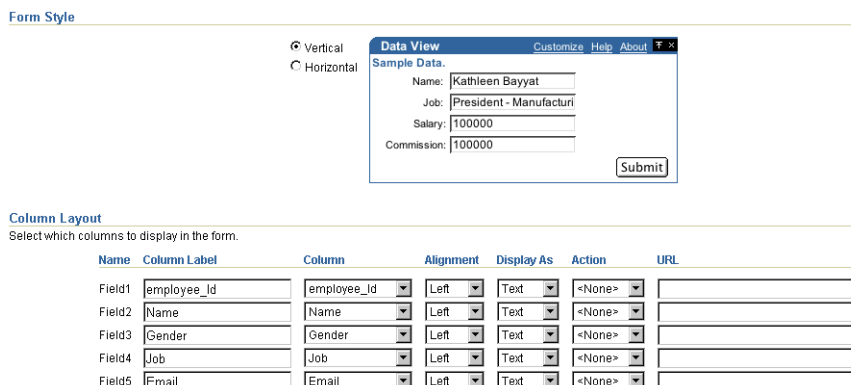 Form Style
Vertical
Horizontal
Data View Customize Help About
Sample Data.
Name: Kathleen Bayyat
Job: President - Manufacturi
Salary: 100000
Commission: 100000
Submit
Column Layout
Select which columns to display in the form.
Name Column Label Column Alignment Display As Action URL
Field1 employee_Id employee_Id Left Text <None>
Field2 Name Name Left Text <None>
Field3 Gender Gender Left Text <None>
Field4 Job Job Left Text <None>
Field5 Email Email Left Text <None>